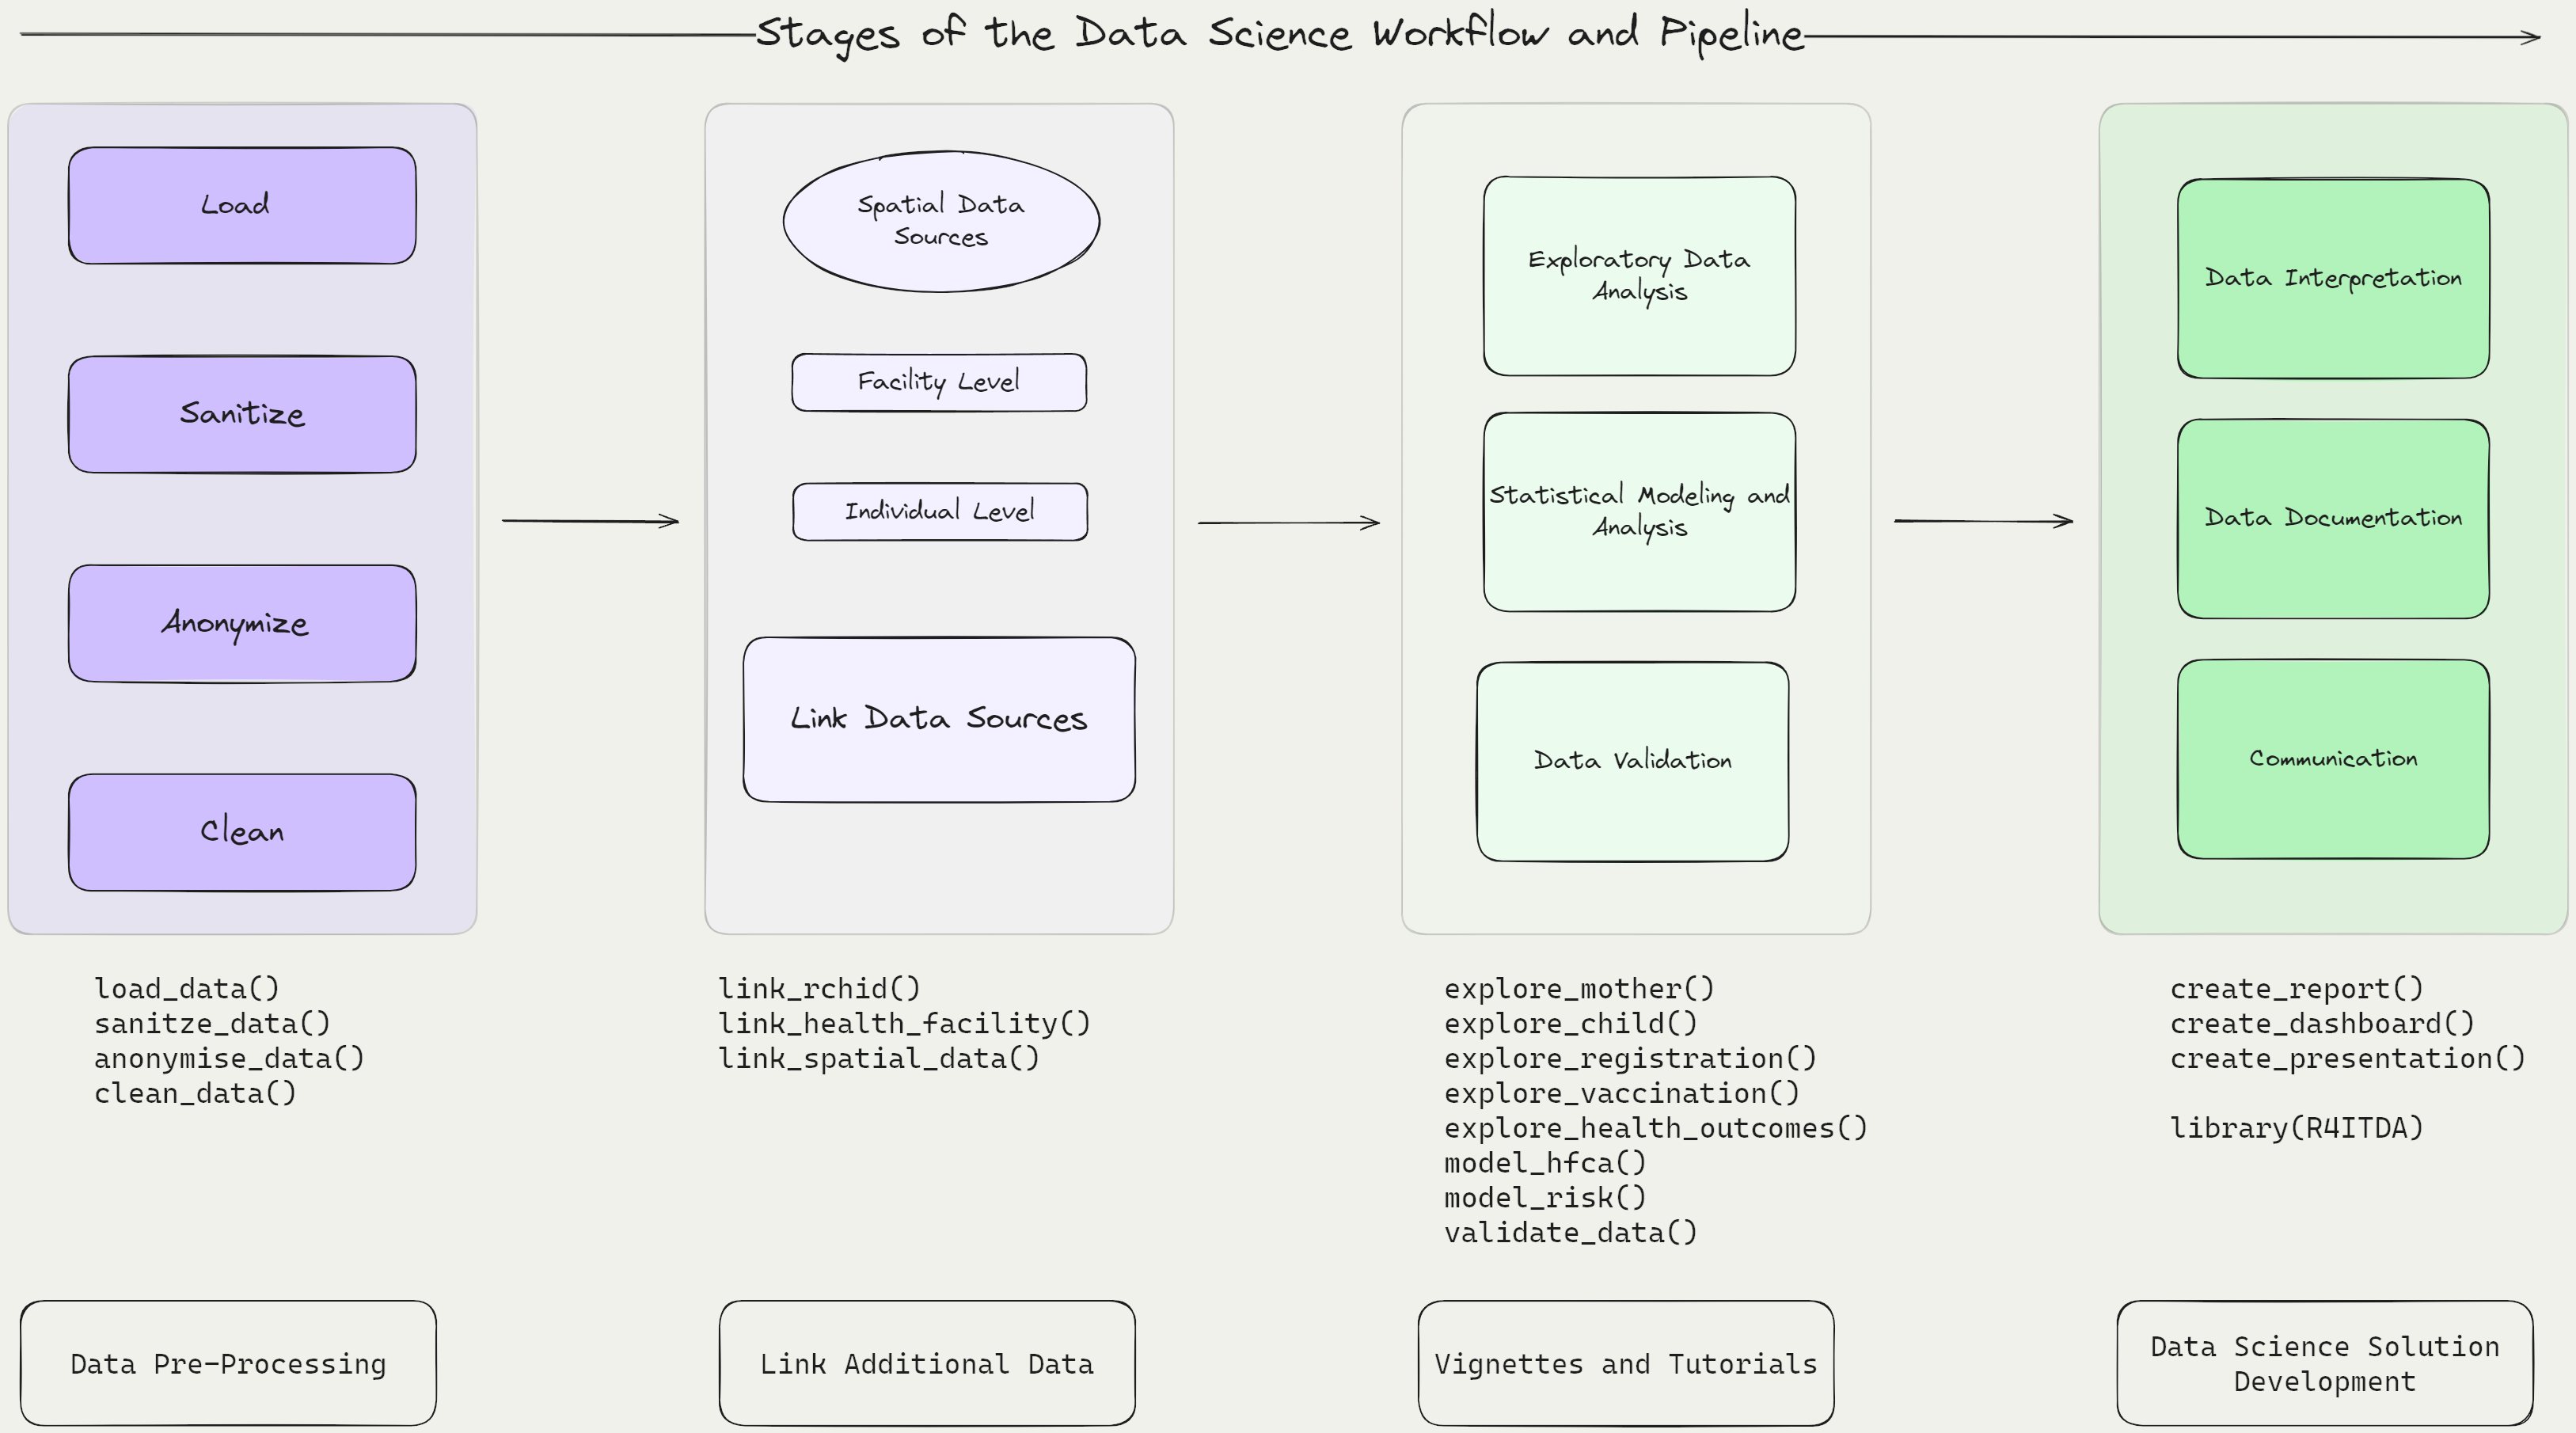 Stages of the Data Science Workflow and Pipeline
Load
Sanitize
Anonymize
Clean
Spatial Data
Sources
Facility Level
Individual Level
Link Data Sources
Exploratory Data
Analysis
Statistical Modeling and
Analysis
Data Validation
Data Interpretation
Data Documentation
Communication
load_data()
sanitze_data()
anonymise_data()
clean_data()
link_rchid()
link_health_facility()
link_spatial_data()
explore_mother()
explore_child()
explore_registration()
explore_vaccination()
explore_health_outcomes()
model_hfca()
model_risk()
validate_data()
create_report()
create_dashboard()
create_presentation()
library(R4ITDA)
Data Pre-Processing
Link Additional Data
Vignettes and Tutorials
Data Science Solution
Development